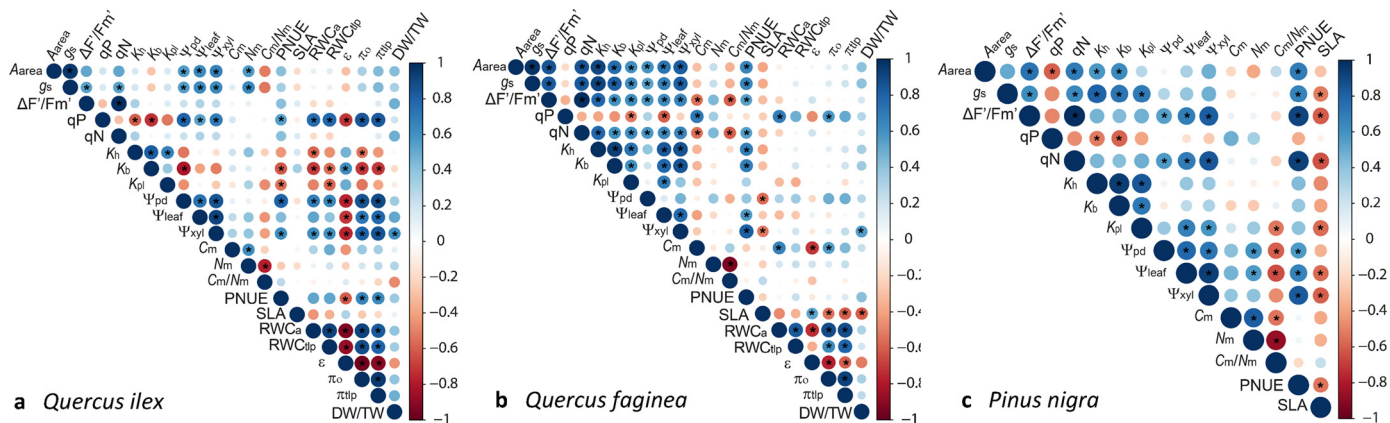 Aarea gs ΔF'/Fm' qP qN Kh Kb Kpl Ψpd Ψleaf Ψxyl Cm Nm Cm/Nm PNUE SLA RWCa RWCtlp ε πo πtlp DW/TW
Aarea
gs
ΔF'/Fm'
qP
qN
Kh
Kb
Kpl
Ψpd
Ψleaf
Ψxyl
Cm
Nm
Cm/Nm
PNUE
SLA
RWCa
RWCtlp
ε
πo
πtlp
DW/TW
1
0.8
0.6
0.4
0.2
0
−0.2
−0.4
−0.6
−0.8
−1
a Quercus ilex
Aarea gs ΔF'/Fm' qP qN Kh Kb Kpl Ψpd Ψleaf Ψxyl Cm Nm Cm/Nm PNUE SLA RWCa RWCtlp ε πo πtlp DW/TW
Aarea
gs
ΔF'/Fm'
qP
qN
Kh
Kb
Kpl
Ψpd
Ψleaf
Ψxyl
Cm
Nm
Cm/Nm
PNUE
SLA
RWCa
RWCtlp
ε
πo
πtlp
DW/TW
1
0.8
0.6
0.4
0.2
0
−0.2
−0.4
−0.6
−0.8
−1
b Quercus faginea
Aarea gs ΔF'/Fm' qP qN Kh Kb Kpl Ψpd Ψleaf Ψxyl Cm Nm Cm/Nm PNUE SLA
Aarea
gs
ΔF'/Fm'
qP
qN
Kh
Kb
Kpl
Ψpd
Ψleaf
Ψxyl
Cm
Nm
Cm/Nm
PNUE
SLA
1
0.8
0.6
0.4
0.2
0
−0.2
−0.4
−0.6
−0.8
−1
c Pinus nigra